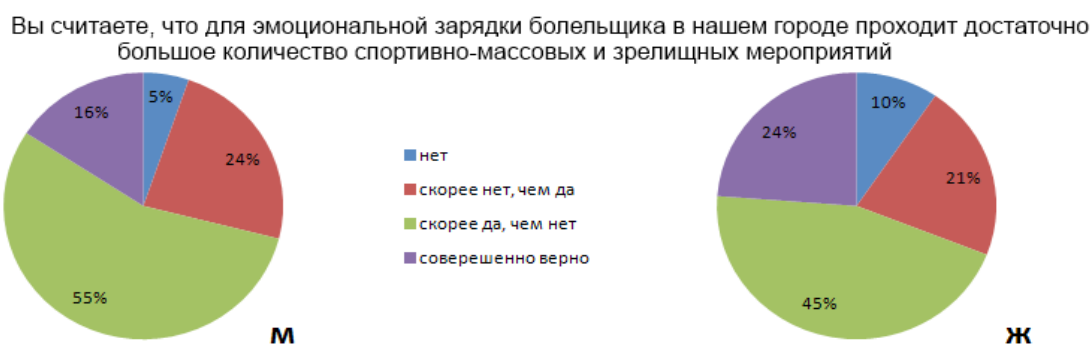 Вы считаете, что для эмоциональной зарядки болельщика в нашем городе проходит достаточно
большое количество спортивно-массовых и зрелищных мероприятий
5%
24%
55%
16%
М
нет
скорее нет, чем да
скорее да, чем нет
соверешенно верно
10%
21%
45%
24%
Ж